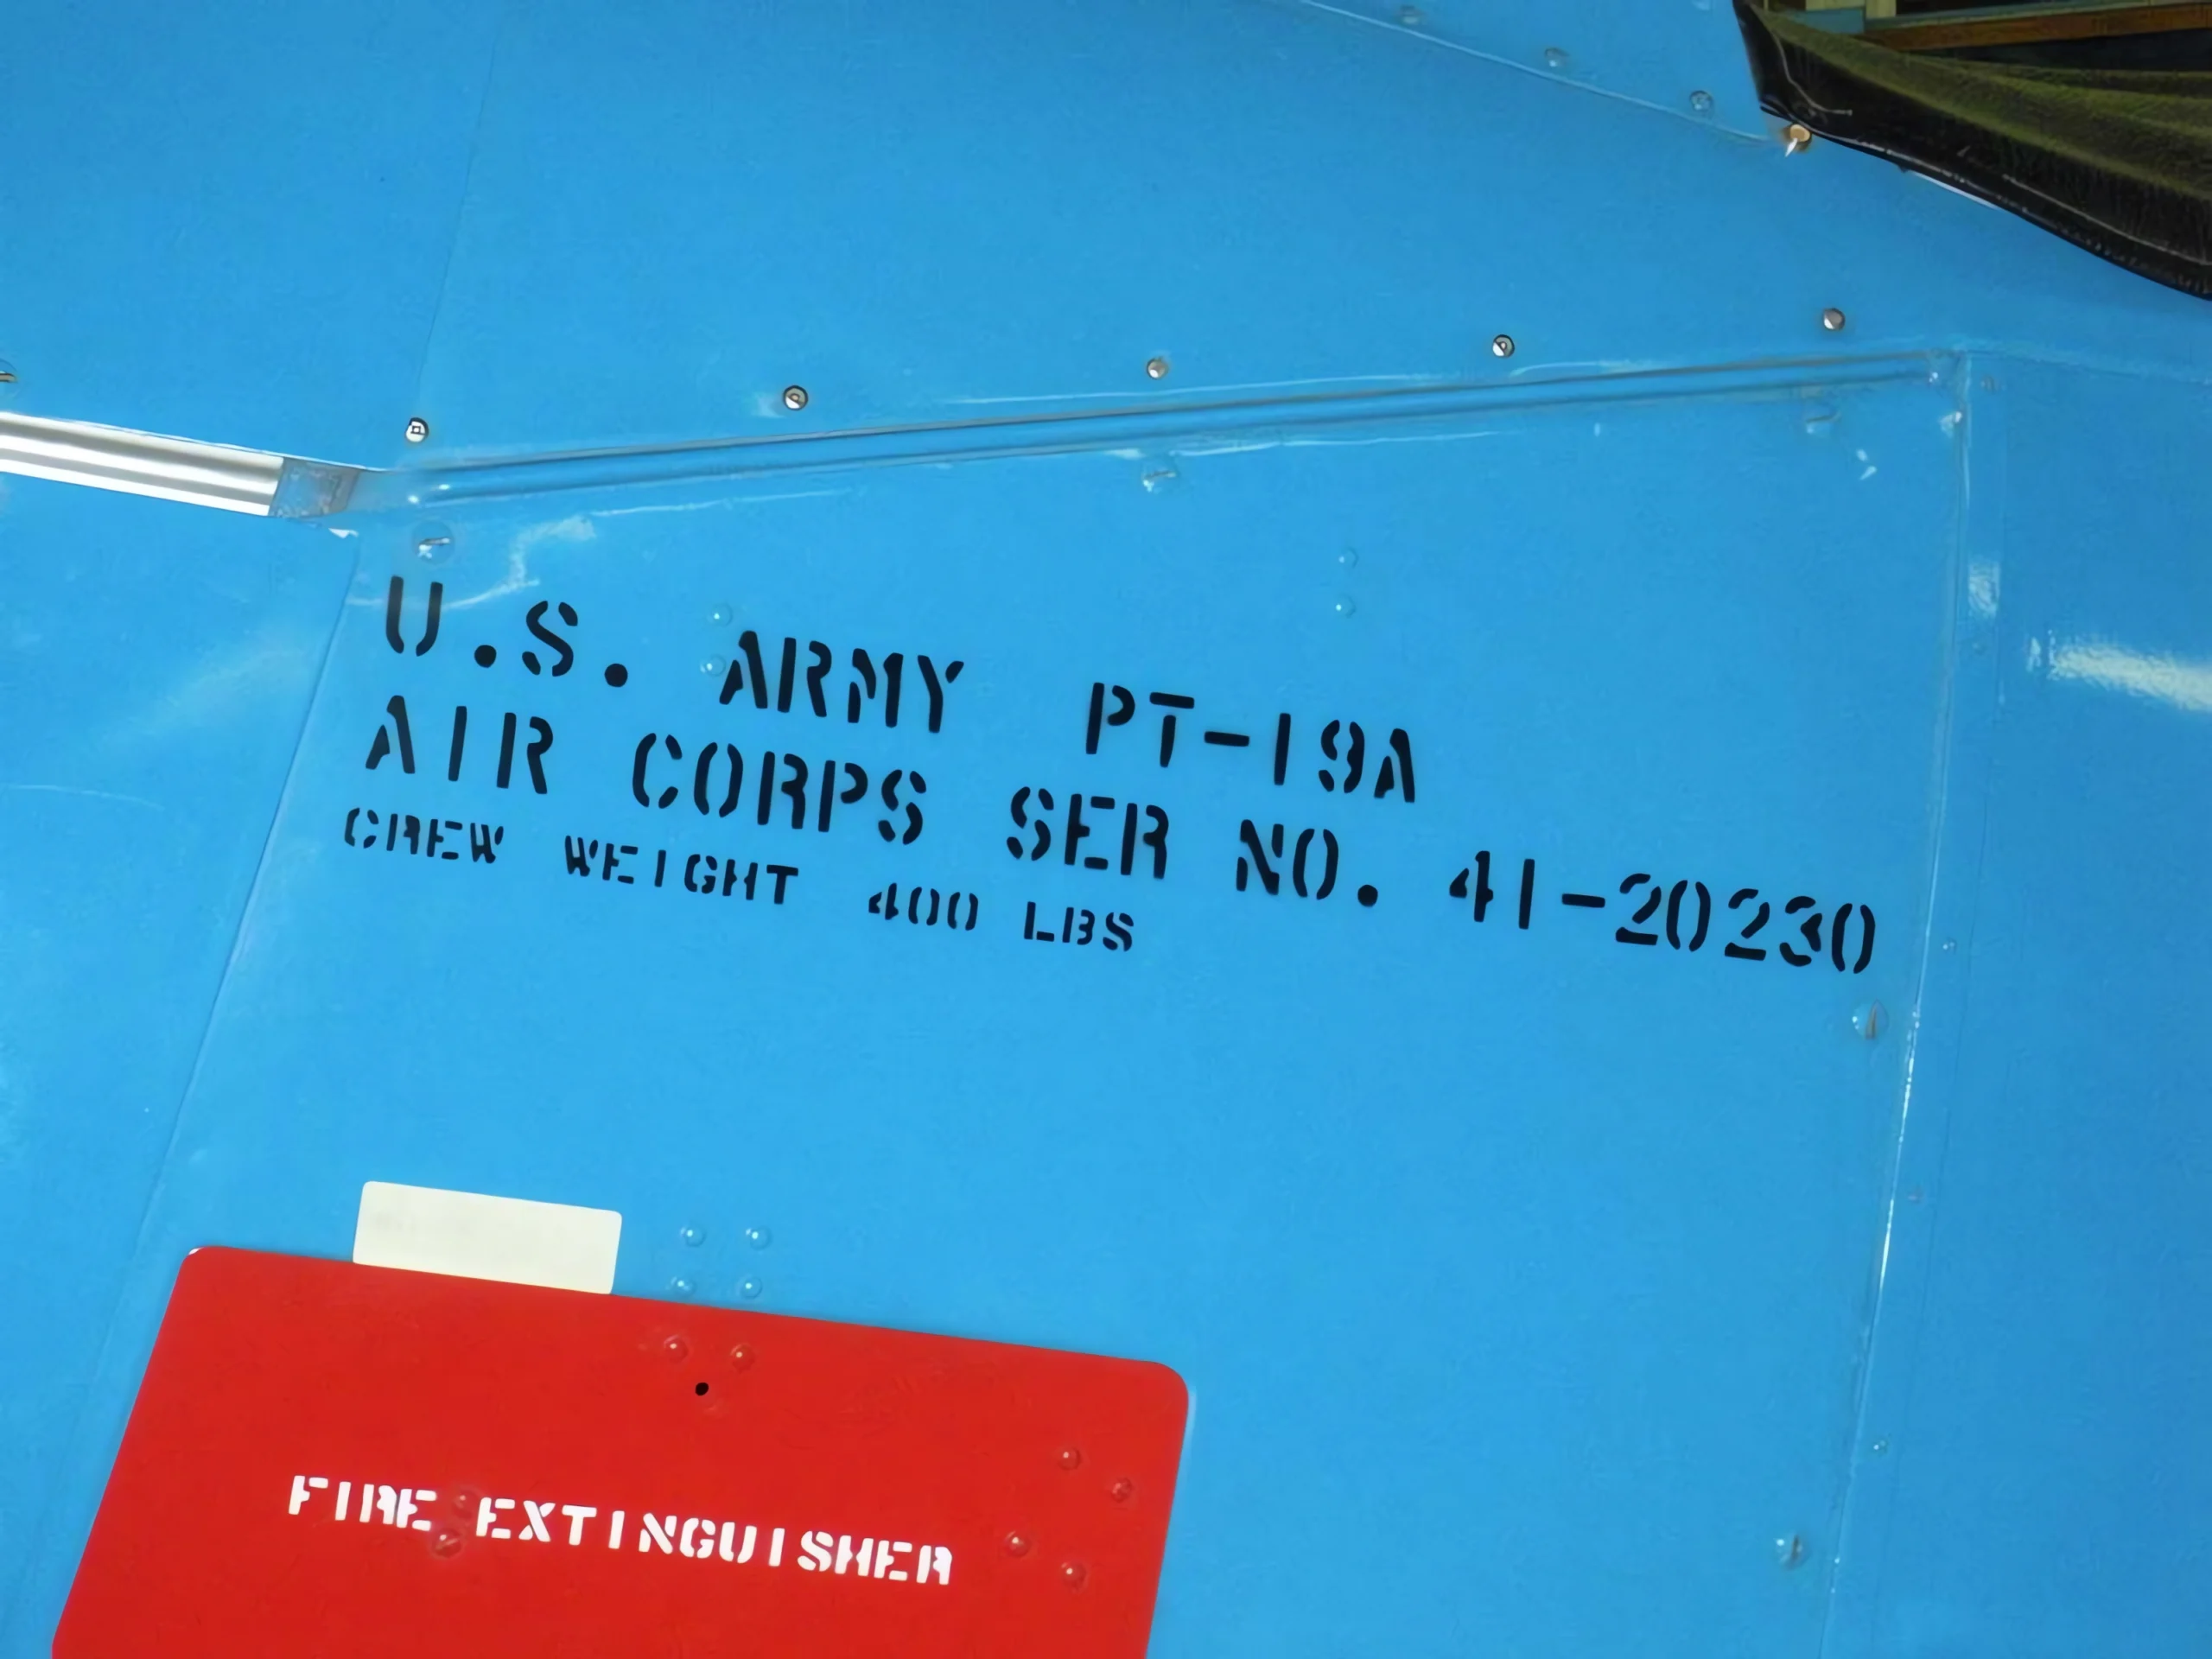 U.S. ARMY PT-19A
AIR CORPS SER NO. 41-20230
CREW WEIGHT 400 LBS
FIRE EXTINGUISHER